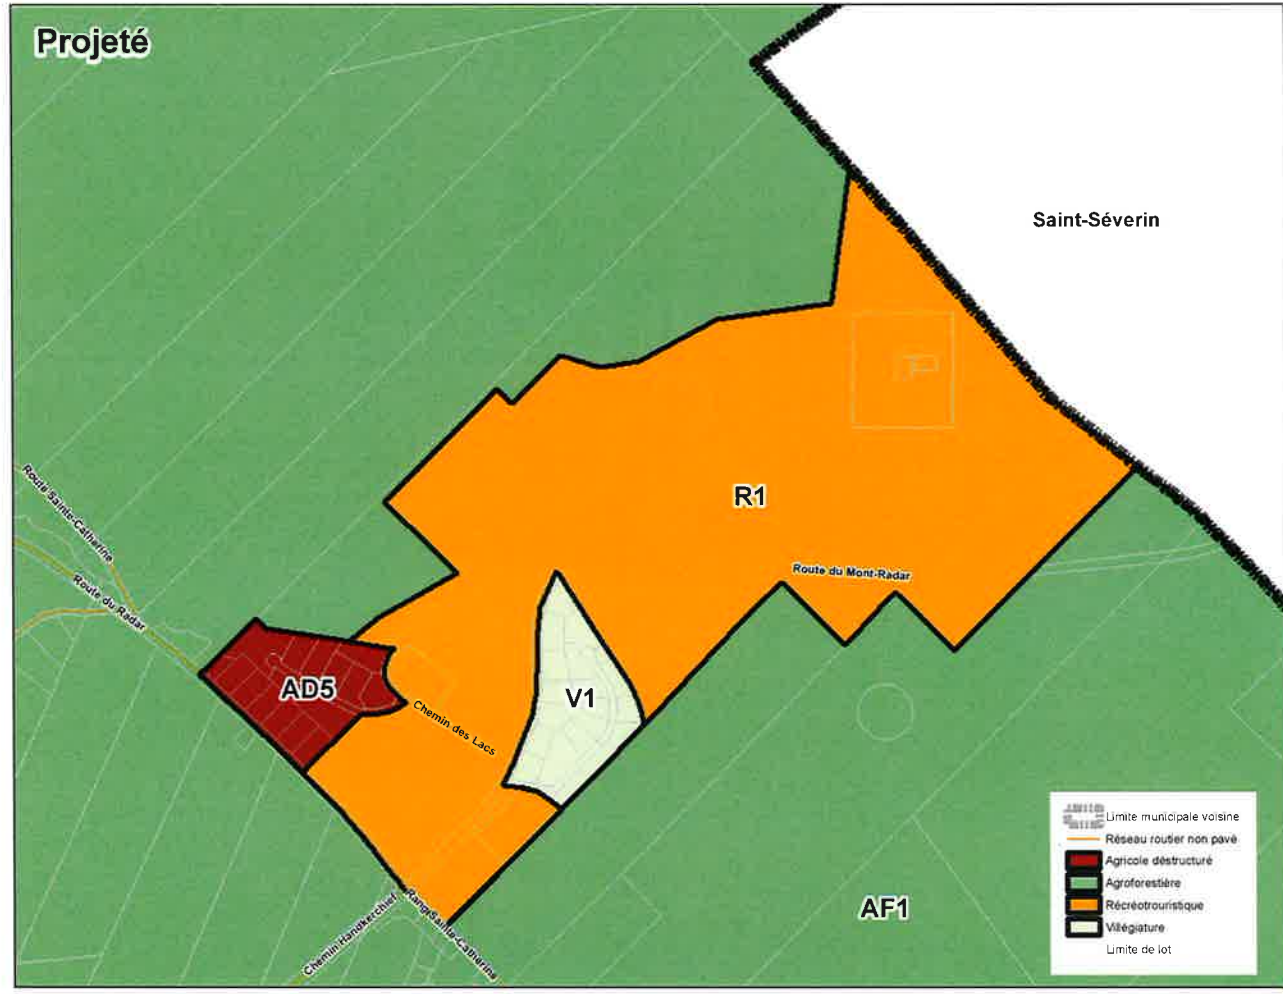 Projeté
Saint-Séverin
R1
Route Sainte-Catherine
Route du Radar
Route du Mont-Radar
AD5
V1
Chemin des Lacs
AF1
Chemin Handkerchief
Rang Sainte-Catherine
Limite municipale voisine
Réseau routier non pavé
Agricole déstructuré
Agroforestière
Récréotrouristique
Villégiature
Limite de lot